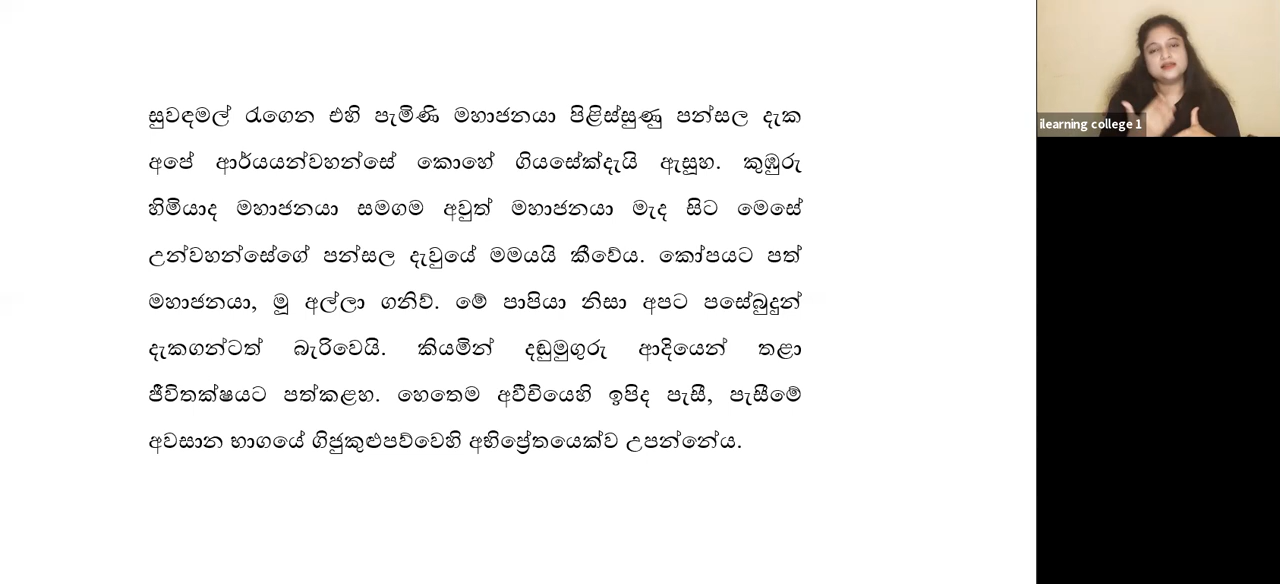 සුවඳමල් රැගෙන එහි පැමිණි මහාජනයා පිළිස්සුණු පන්සල දැක
අපේ ආර්යයන්වහන්සේ කොහේ ගියසේක්දැයි ඇසූහ. කුඹුරු
හිමියාද මහාජනයා සමගම අවුත් මහාජනයා මැද සිට මෙසේ
උන්වහන්සේගේ පන්සල දැවුයේ මමයයි කීවේය. කෝපයට පත්
මහාජනයා, මූ අල්ලා ගනිව්. මේ පාපියා නිසා අපට පසේබුදුන්
දැකගන්ටත් බැරිවෙයි. කියමින් දඬුමුගුරු ආදියෙන් තළා
ජීවිතක්ෂයට පත්කළහ. හෙතෙම අවීචියෙහි ඉපිද පැසී, පැසීමේ
අවසාන භාගයේ ගිජුකුළුපව්වෙහි අභිප්‍රේතයෙක්ව උපන්නේය.
ilearning college 1